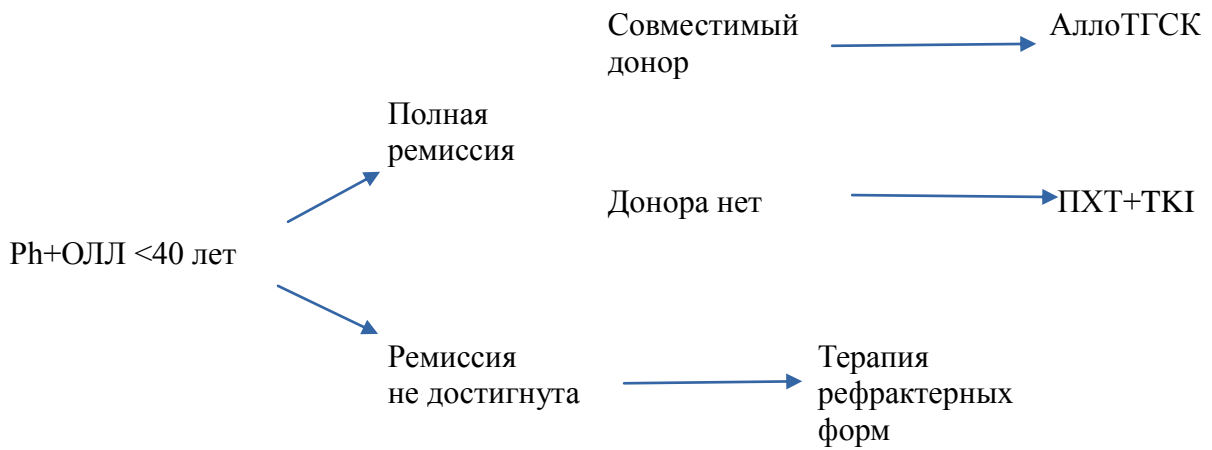 Совместимый
донор
АллоТГСК
Полная
ремиссия
Донора нет
ПХТ+TKI
Ph+ОЛЛ <40 лет
Ремиссия
не достигнута
Терапия
рефрактерных
форм